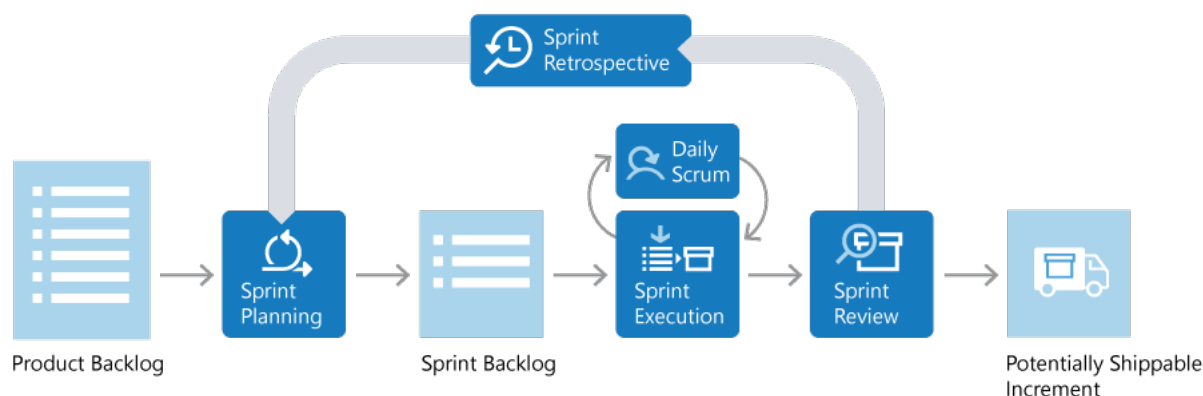 Sprint
Retrospective
Daily
Scrum
Sprint
Planning
Sprint
Execution
Sprint
Review
Product Backlog
Sprint Backlog
Potentially Shippable
Increment